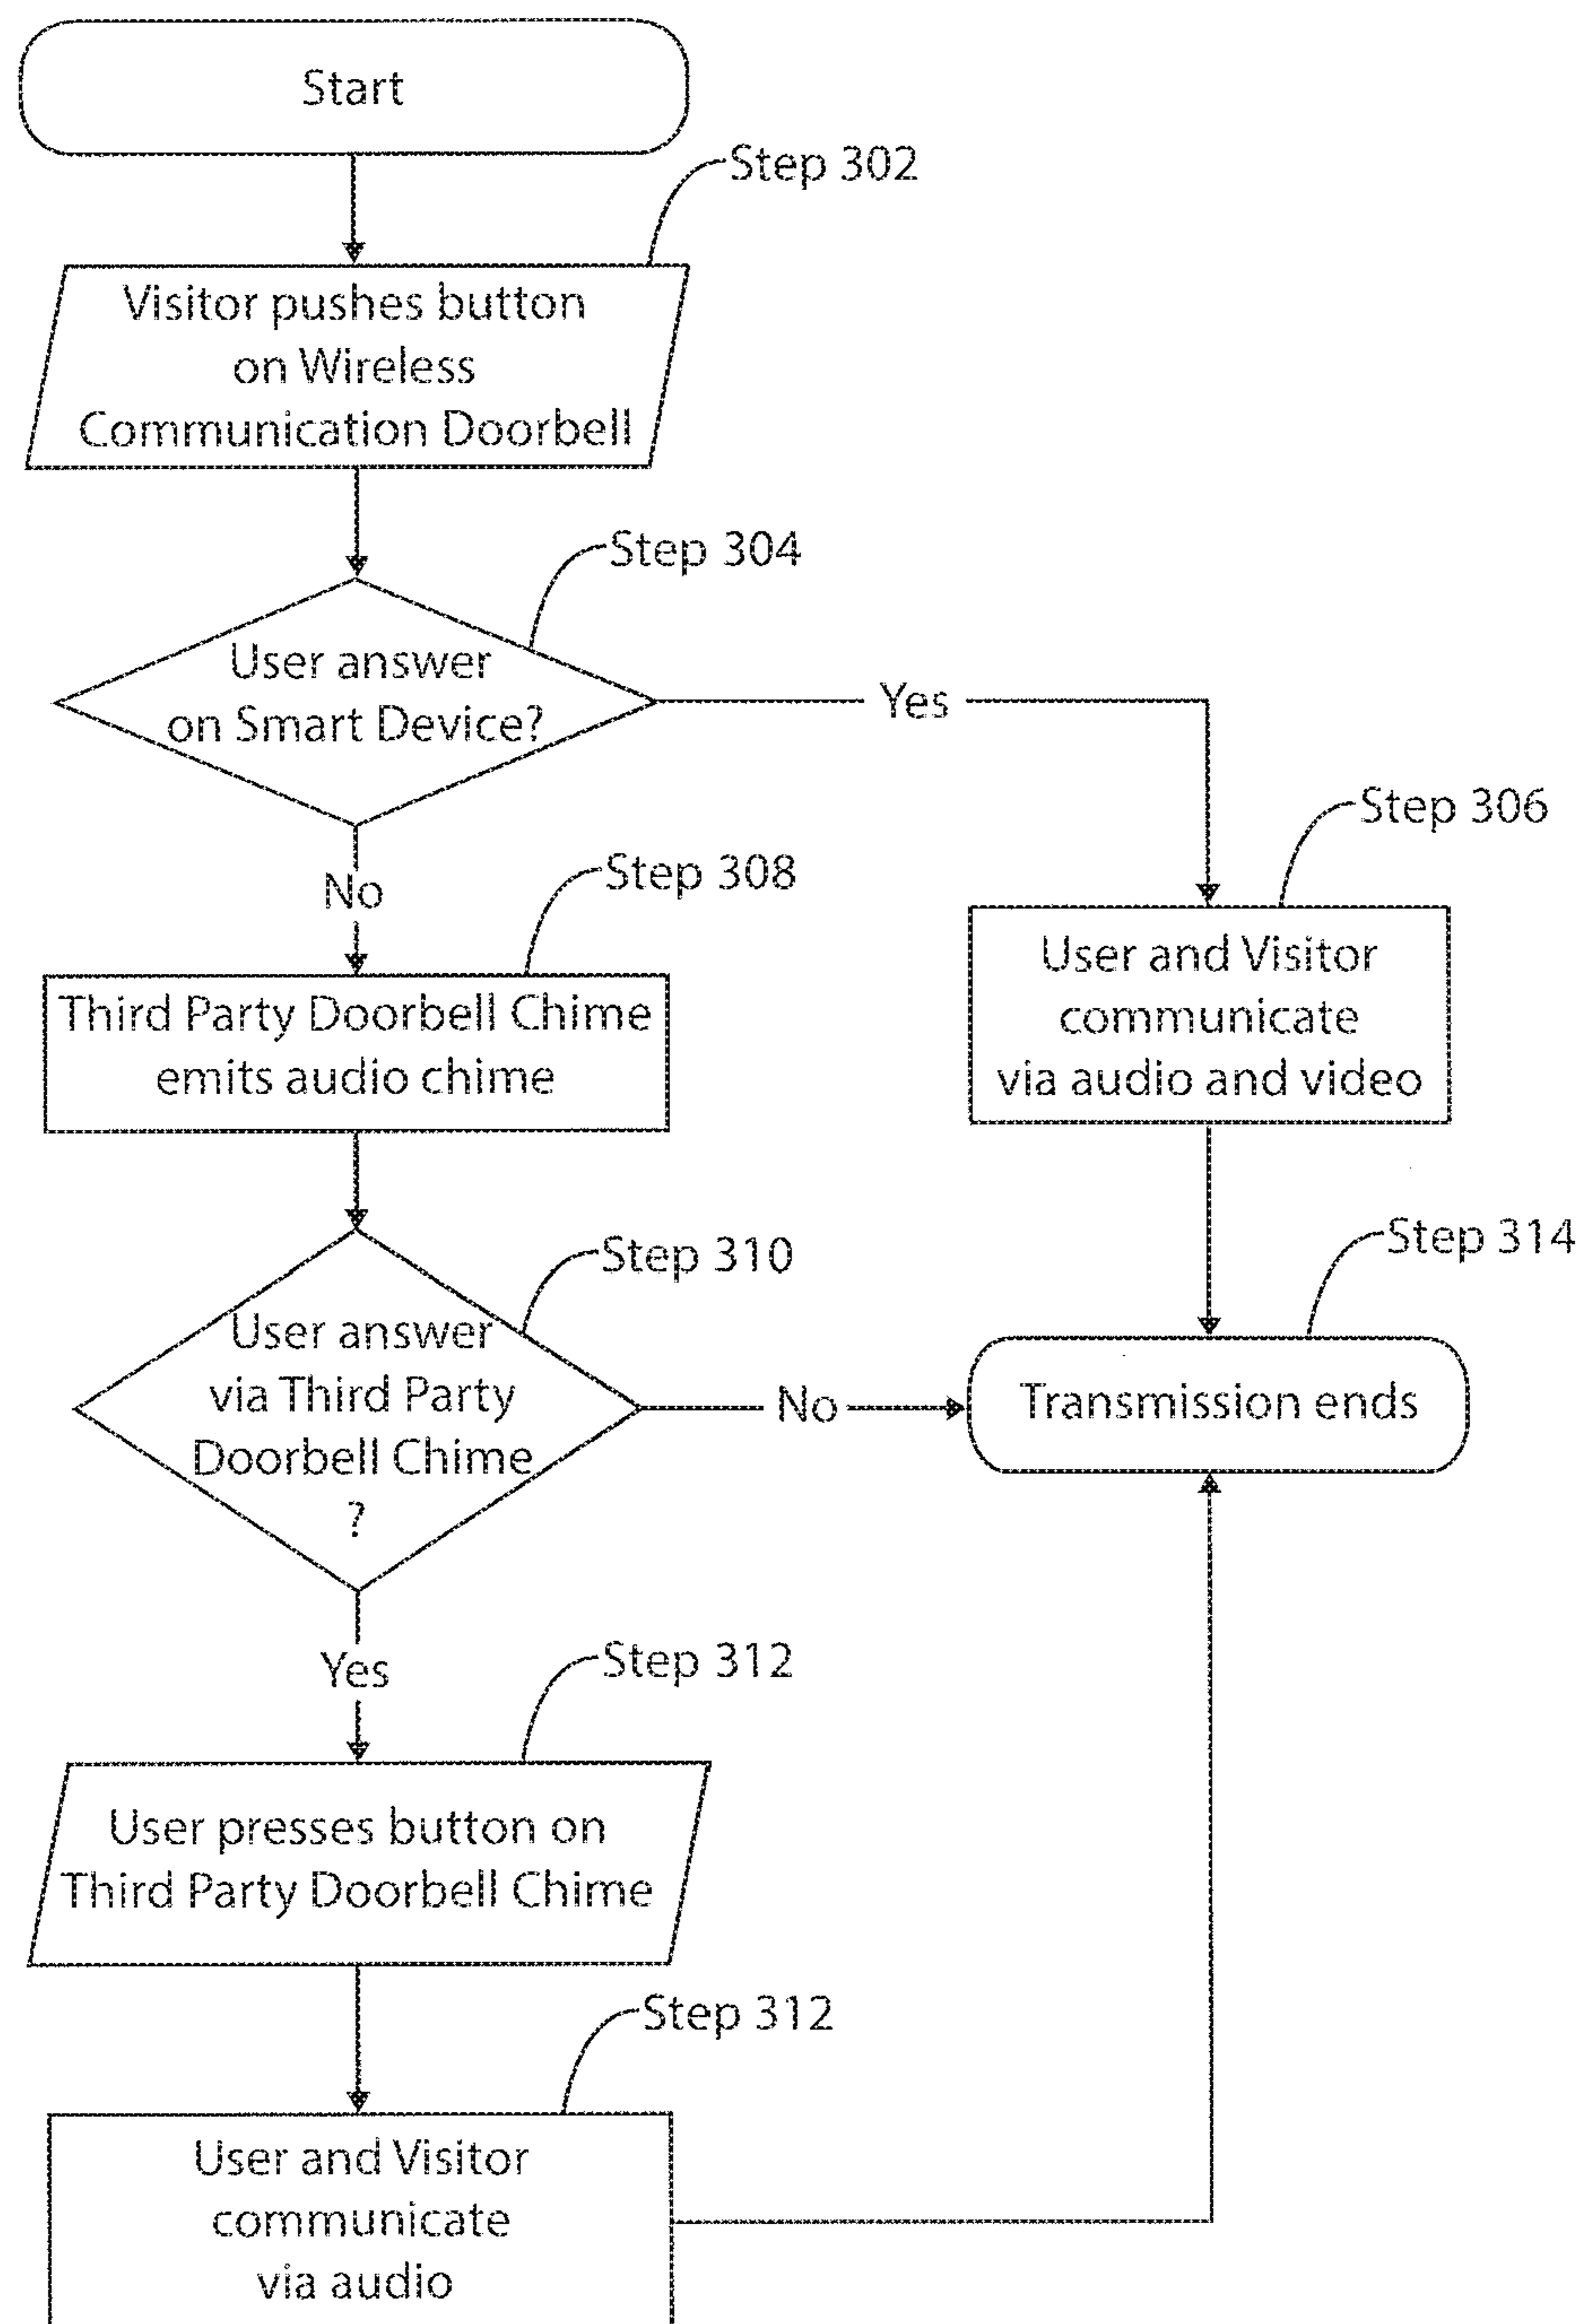 Start
Step 302
Visitor pushes button
on Wireless
Communication Doorbell
Step 304
User answer
on Smart Device?
Yes
Step 306
No
Step 308
User and Visitor
communicate
via audio and video
Third Party Doorbell Chime
emits audio chime
Step 310
Step 314
User answer
via Third Party
Doorbell Chime
?
No
Transmission ends
Yes
Step 312
User presses button on
Third Party Doorbell Chime
Step 312
User and Visitor
communicate
via audio